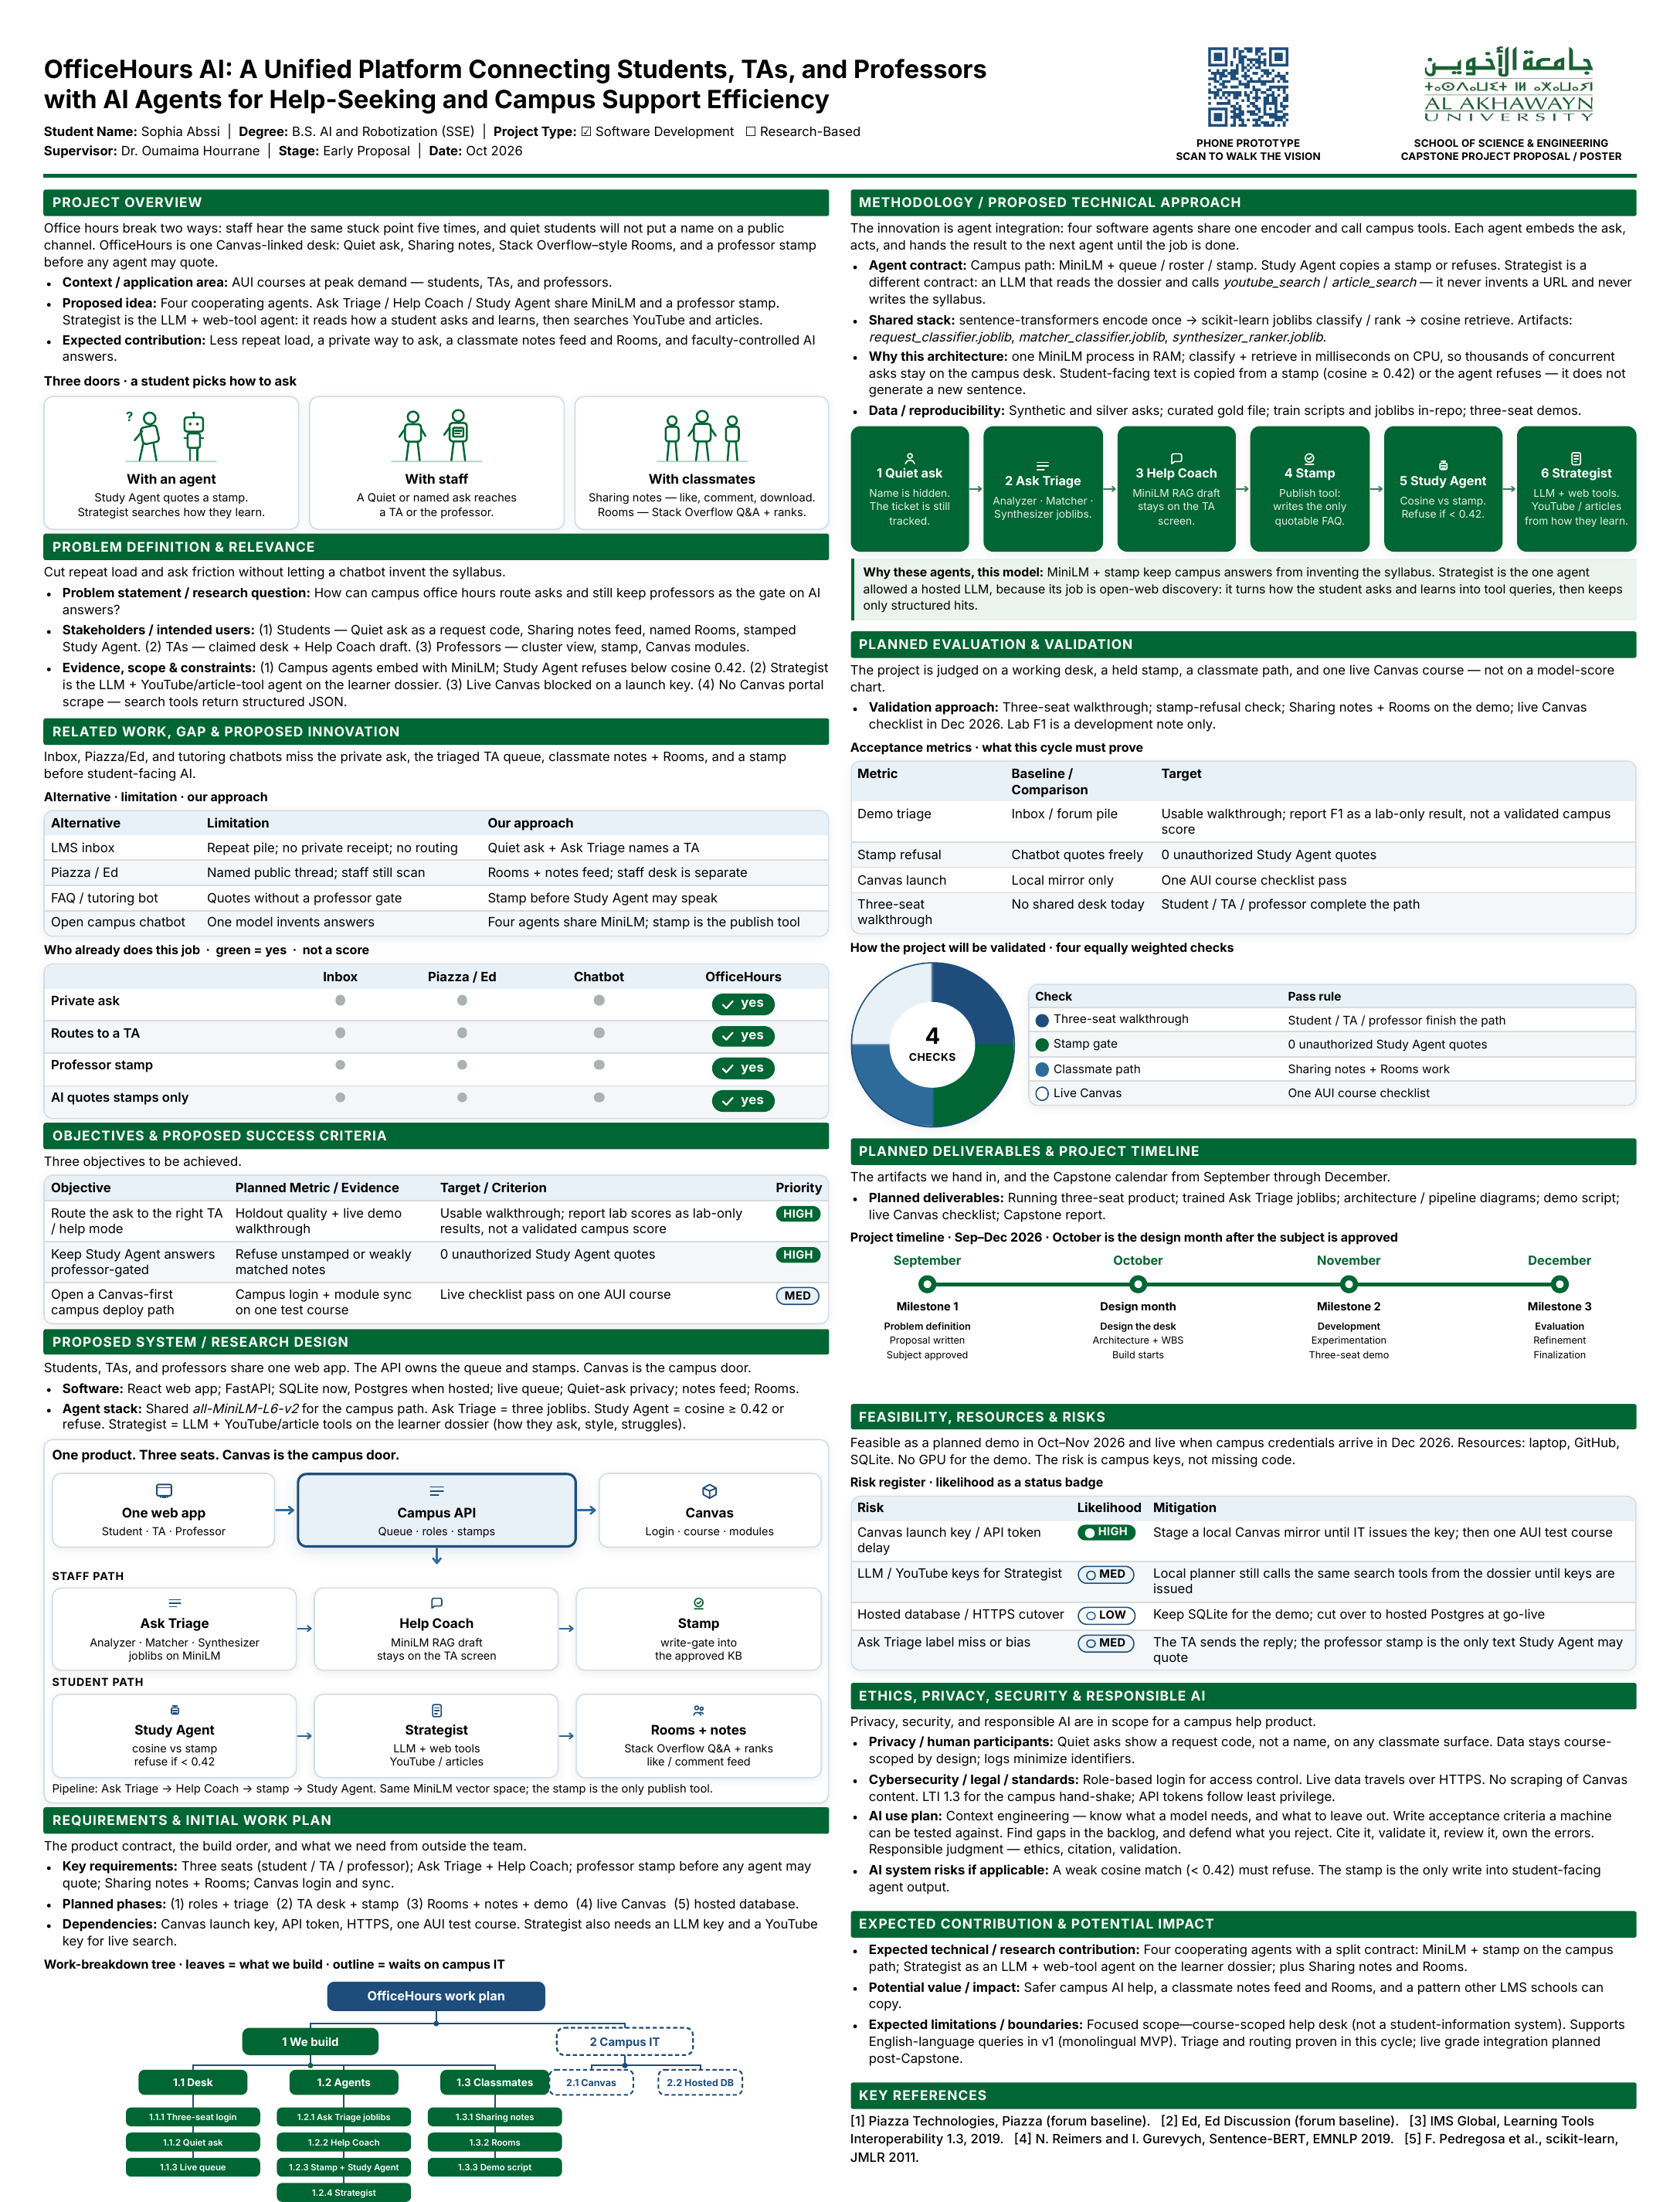 OfficeHours AI: A Unified Platform Connecting Students, TAs, and Professors
with AI Agents for Help-Seeking and Campus Support Efficiency
Student Name: Sophia Abssi | Degree: B.S. AI and Robotization (SSE) | Project Type: ☑ Software Development ☐ Research-Based
Supervisor: Dr. Oumaima Hourrane | Stage: Early Proposal | Date: Oct 2026
PHONE PROTOTYPE
SCAN TO WALK THE VISION
جامعة الأخوين
AL AKHAWAYN
UNIVERSITY
SCHOOL OF SCIENCE & ENGINEERING
CAPSTONE PROJECT PROPOSAL / POSTER
PROJECT OVERVIEW
Office hours break two ways: staff hear the same stuck point five times, and quiet students will not put a name on a public
channel. OfficeHours is one Canvas-linked desk: Quiet ask, Sharing notes, Stack Overflow–style Rooms, and a professor stamp
before any agent may quote.
• Context / application area: AUI courses at peak demand — students, TAs, and professors.
• Proposed idea: Four cooperating agents. Ask Triage / Help Coach / Study Agent share MiniLM and a professor stamp.
Strategist is the LLM + web-tool agent: it reads how a student asks and learns, then searches YouTube and articles.
• Expected contribution: Less repeat load, a private way to ask, a classmate notes feed and Rooms, and faculty-controlled AI
answers.
Three doors · a student picks how to ask
?
With an agent
Study Agent quotes a stamp.
Strategist searches how they learn.
With staff
A Quiet or named ask reaches
a TA or the professor.
With classmates
Sharing notes — like, comment, download.
Rooms — Stack Overflow Q&A + ranks.
PROBLEM DEFINITION & RELEVANCE
Cut repeat load and ask friction without letting a chatbot invent the syllabus.
• Problem statement / research question: How can campus office hours route asks and still keep professors as the gate on AI
answers?
• Stakeholders / intended users: (1) Students — Quiet ask as a request code, Sharing notes feed, named Rooms, stamped
Study Agent. (2) TAs — claimed desk + Help Coach draft. (3) Professors — cluster view, stamp, Canvas modules.
• Evidence, scope & constraints: (1) Campus agents embed with MiniLM; Study Agent refuses below cosine 0.42. (2) Strategist
is the LLM + YouTube/article-tool agent on the learner dossier. (3) Live Canvas blocked on a launch key. (4) No Canvas portal
scrape — search tools return structured JSON.
RELATED WORK, GAP & PROPOSED INNOVATION
Inbox, Piazza/Ed, and tutoring chatbots miss the private ask, the triaged TA queue, classmate notes + Rooms, and a stamp
before student-facing AI.
Alternative · limitation · our approach
Alternative Limitation Our approach
LMS inbox Repeat pile; no private receipt; no routing Quiet ask + Ask Triage names a TA
Piazza / Ed Named public thread; staff still scan Rooms + notes feed; staff desk is separate
FAQ / tutoring bot Quotes without a professor gate Stamp before Study Agent may speak
Open campus chatbot One model invents answers Four agents share MiniLM; stamp is the publish tool
Who already does this job · green = yes · not a score
Inbox Piazza / Ed Chatbot OfficeHours
Private ask ✓ yes
Routes to a TA ✓ yes
Professor stamp ✓ yes
AI quotes stamps only ✓ yes
OBJECTIVES & PROPOSED SUCCESS CRITERIA
Three objectives to be achieved.
Objective Planned Metric / Evidence Target / Criterion Priority
Route the ask to the right TA Holdout quality + live demo Usable walkthrough; report lab scores as lab-only HIGH
/ help mode walkthrough results, not a validated campus score
Keep Study Agent answers Refuse unstamped or weakly 0 unauthorized Study Agent quotes HIGH
professor-gated matched notes
Open a Canvas-first Campus login + module sync Live checklist pass on one AUI course MED
campus deploy path on one test course
PROPOSED SYSTEM / RESEARCH DESIGN
Students, TAs, and professors share one web app. The API owns the queue and stamps. Canvas is the campus door.
• Software: React web app; FastAPI; SQLite now, Postgres when hosted; live queue; Quiet-ask privacy; notes feed; Rooms.
• Agent stack: Shared all-MiniLM-L6-v2 for the campus path. Ask Triage = three joblibs. Study Agent = cosine ≥ 0.42 or
refuse. Strategist = LLM + YouTube/article tools on the learner dossier (how they ask, style, struggles).
One product. Three seats. Canvas is the campus door.
One web app
Student · TA · Professor
Campus API
Queue · roles · stamps
Canvas
Login · course · modules
STAFF PATH
Ask Triage
Analyzer · Matcher · Synthesizer
joblibs on MiniLM
Help Coach
MiniLM RAG draft
stays on the TA screen
Stamp
write-gate into
the approved KB
STUDENT PATH
Study Agent
cosine vs stamp
refuse if < 0.42
Strategist
LLM + web tools
YouTube / articles
Rooms + notes
Stack Overflow Q&A + ranks
like / comment feed
Pipeline: Ask Triage → Help Coach → stamp → Study Agent. Same MiniLM vector space; the stamp is the only publish tool.
REQUIREMENTS & INITIAL WORK PLAN
The product contract, the build order, and what we need from outside the team.
• Key requirements: Three seats (student / TA / professor); Ask Triage + Help Coach; professor stamp before any agent may
quote; Sharing notes + Rooms; Canvas login and sync.
• Planned phases: (1) roles + triage (2) TA desk + stamp (3) Rooms + notes + demo (4) live Canvas (5) hosted database.
• Dependencies: Canvas launch key, API token, HTTPS, one AUI test course. Strategist also needs an LLM key and a YouTube
key for live search.
Work-breakdown tree · leaves = what we build · outline = waits on campus IT
OfficeHours work plan
1 We build 2 Campus IT
1.1 Desk 1.2 Agents 1.3 Classmates 2.1 Canvas 2.2 Hosted DB
1.1.1 Three-seat login 1.2.1 Ask Triage joblibs 1.3.1 Sharing notes
1.1.2 Quiet ask 1.2.2 Help Coach 1.3.2 Rooms
1.1.3 Live queue 1.2.3 Stamp + Study Agent 1.3.3 Demo script
1.2.4 Strategist
METHODOLOGY / PROPOSED TECHNICAL APPROACH
The innovation is agent integration: four software agents share one encoder and call campus tools. Each agent embeds the ask,
acts, and hands the result to the next agent until the job is done.
• Agent contract: Campus path: MiniLM + queue / roster / stamp. Study Agent copies a stamp or refuses. Strategist is a
different contract: an LLM that reads the dossier and calls youtube_search / article_search — it never invents a URL and never
writes the syllabus.
• Shared stack: sentence-transformers encode once → scikit-learn joblibs classify / rank → cosine retrieve. Artifacts:
request_classifier.joblib, matcher_classifier.joblib, synthesizer_ranker.joblib.
• Why this architecture: one MiniLM process in RAM; classify + retrieve in milliseconds on CPU, so thousands of concurrent
asks stay on the campus desk. Student-facing text is copied from a stamp (cosine ≥ 0.42) or the agent refuses — it does not
generate a new sentence.
• Data / reproducibility: Synthetic and silver asks; curated gold file; train scripts and joblibs in-repo; three-seat demos.
1 Quiet ask
Name is hidden.
The ticket is still
tracked.
2 Ask Triage
Analyzer · Matcher ·
Synthesizer joblibs.
3 Help Coach
MiniLM RAG draft
stays on the TA
screen.
4 Stamp
Publish tool:
writes the only
quotable FAQ.
5 Study Agent
Cosine vs stamp.
Refuse if < 0.42.
6 Strategist
LLM + web tools.
YouTube / articles
from how they learn.
Why these agents, this model: MiniLM + stamp keep campus answers from inventing the syllabus. Strategist is the one agent
allowed a hosted LLM, because its job is open-web discovery: it turns how the student asks and learns into tool queries, then keeps
only structured hits.
PLANNED EVALUATION & VALIDATION
The project is judged on a working desk, a held stamp, a classmate path, and one live Canvas course — not on a model-score
chart.
• Validation approach: Three-seat walkthrough; stamp-refusal check; Sharing notes + Rooms on the demo; live Canvas
checklist in Dec 2026. Lab F1 is a development note only.
Acceptance metrics · what this cycle must prove
Metric Baseline / Target
Comparison
Demo triage Inbox / forum pile Usable walkthrough; report F1 as a lab-only result, not a validated campus
score
Stamp refusal Chatbot quotes freely 0 unauthorized Study Agent quotes
Canvas launch Local mirror only One AUI course checklist pass
Three-seat No shared desk today Student / TA / professor complete the path
walkthrough
How the project will be validated · four equally weighted checks
4
CHECKS
Check Pass rule
Three-seat walkthrough Student / TA / professor finish the path
Stamp gate 0 unauthorized Study Agent quotes
Classmate path Sharing notes + Rooms work
Live Canvas One AUI course checklist
PLANNED DELIVERABLES & PROJECT TIMELINE
The artifacts we hand in, and the Capstone calendar from September through December.
• Planned deliverables: Running three-seat product; trained Ask Triage joblibs; architecture / pipeline diagrams; demo script;
live Canvas checklist; Capstone report.
Project timeline · Sep–Dec 2026 · October is the design month after the subject is approved
September October November December
Milestone 1 Design month Milestone 2 Milestone 3
Problem definition Design the desk Development Evaluation
Proposal written Architecture + WBS Experimentation Refinement
Subject approved Build starts Three-seat demo Finalization
FEASIBILITY, RESOURCES & RISKS
Feasible as a planned demo in Oct–Nov 2026 and live when campus credentials arrive in Dec 2026. Resources: laptop, GitHub,
SQLite. No GPU for the demo. The risk is campus keys, not missing code.
Risk register · likelihood as a status badge
Risk Likelihood Mitigation
Canvas launch key / API token HIGH Stage a local Canvas mirror until IT issues the key; then one AUI test course
delay
LLM / YouTube keys for Strategist MED Local planner still calls the same search tools from the dossier until keys are
issued
Hosted database / HTTPS cutover LOW Keep SQLite for the demo; cut over to hosted Postgres at go-live
Ask Triage label miss or bias MED The TA sends the reply; the professor stamp is the only text Study Agent may
quote
ETHICS, PRIVACY, SECURITY & RESPONSIBLE AI
Privacy, security, and responsible AI are in scope for a campus help product.
• Privacy / human participants: Quiet asks show a request code, not a name, on any classmate surface. Data stays course-
scoped by design; logs minimize identifiers.
• Cybersecurity / legal / standards: Role-based login for access control. Live data travels over HTTPS. No scraping of Canvas
content. LTI 1.3 for the campus hand-shake; API tokens follow least privilege.
• AI use plan: Context engineering — know what a model needs, and what to leave out. Write acceptance criteria a machine
can be tested against. Find gaps in the backlog, and defend what you reject. Cite it, validate it, review it, own the errors.
Responsible judgment — ethics, citation, validation.
• AI system risks if applicable: A weak cosine match (< 0.42) must refuse. The stamp is the only write into student-facing
agent output.
EXPECTED CONTRIBUTION & POTENTIAL IMPACT
• Expected technical / research contribution: Four cooperating agents with a split contract: MiniLM + stamp on the campus
path; Strategist as an LLM + web-tool agent on the learner dossier; plus Sharing notes and Rooms.
• Potential value / impact: Safer campus AI help, a classmate notes feed and Rooms, and a pattern other LMS schools can
copy.
• Expected limitations / boundaries: Focused scope—course-scoped help desk (not a student-information system). Supports
English-language queries in v1 (monolingual MVP). Triage and routing proven in this cycle; live grade integration planned
post-Capstone.
KEY REFERENCES
[1] Piazza Technologies, Piazza (forum baseline). [2] Ed, Ed Discussion (forum baseline). [3] IMS Global, Learning Tools
Interoperability 1.3, 2019. [4] N. Reimers and I. Gurevych, Sentence-BERT, EMNLP 2019. [5] F. Pedregosa et al., scikit-learn,
JMLR 2011.